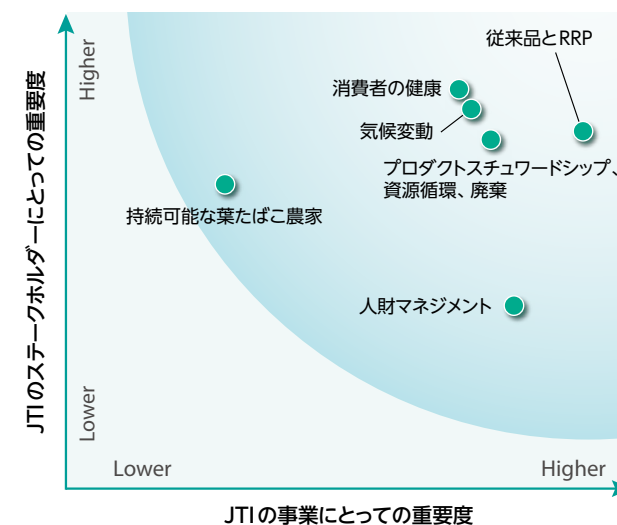 従来品とRRP
Higher
消費者の健康
気候変動
プロダクトスチュワードシップ、
資源循環、廃棄
持続可能な葉たばこ農家
JTIのステークホルダーにとっての重要度
人財マネジメント
Lower
Lower
Higher
JTIの事業にとっての重要度